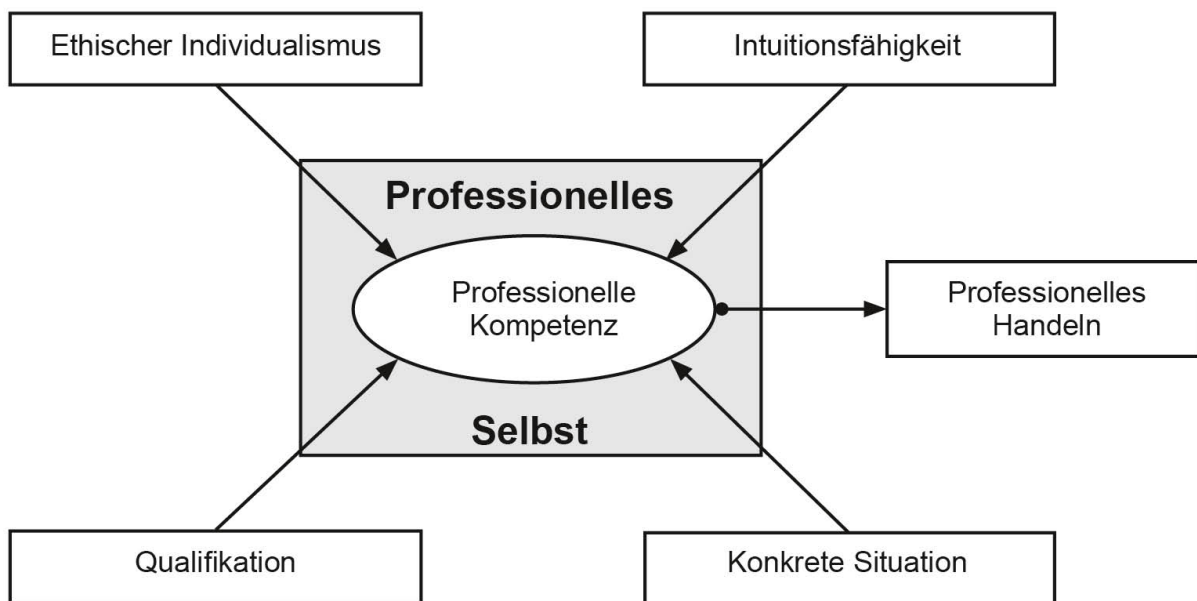 Ethischer Individualismus
Intuitionsfähigkeit
Professionelles
Professionelle
Kompetenz
Professionelles
Handeln
Selbst
Qualifikation
Konkrete Situation